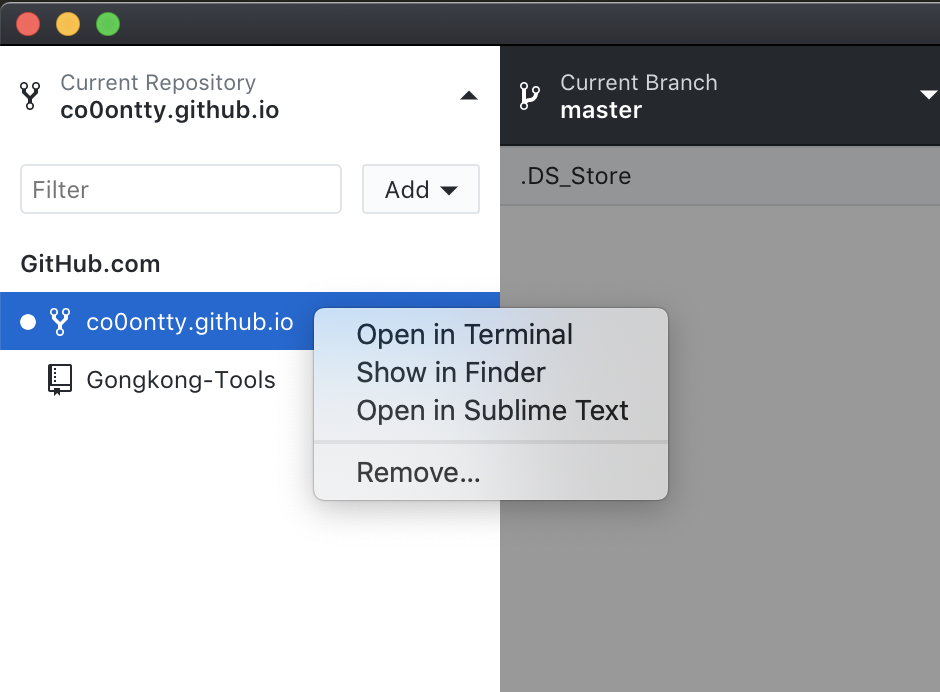 Current Repository
co0ontty.github.io
Current Branch
master
Filter
Add
.DS_Store
GitHub.com
co0ontty.github.io
Gongkong-Tools
Open in Terminal
Show in Finder
Open in Sublime Text
Remove...